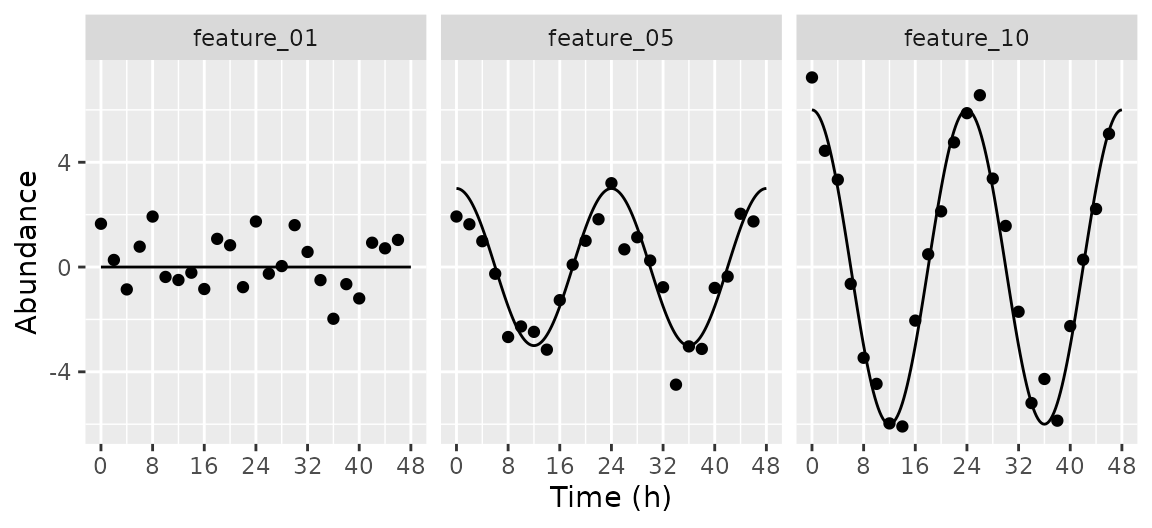 feature_01 feature_05 feature_10
Abundance
4
0
-4
0 8 16 24 32 40 48 0 8 16 24 32 40 48 0 8 16 24 32 40 48
Time (h)